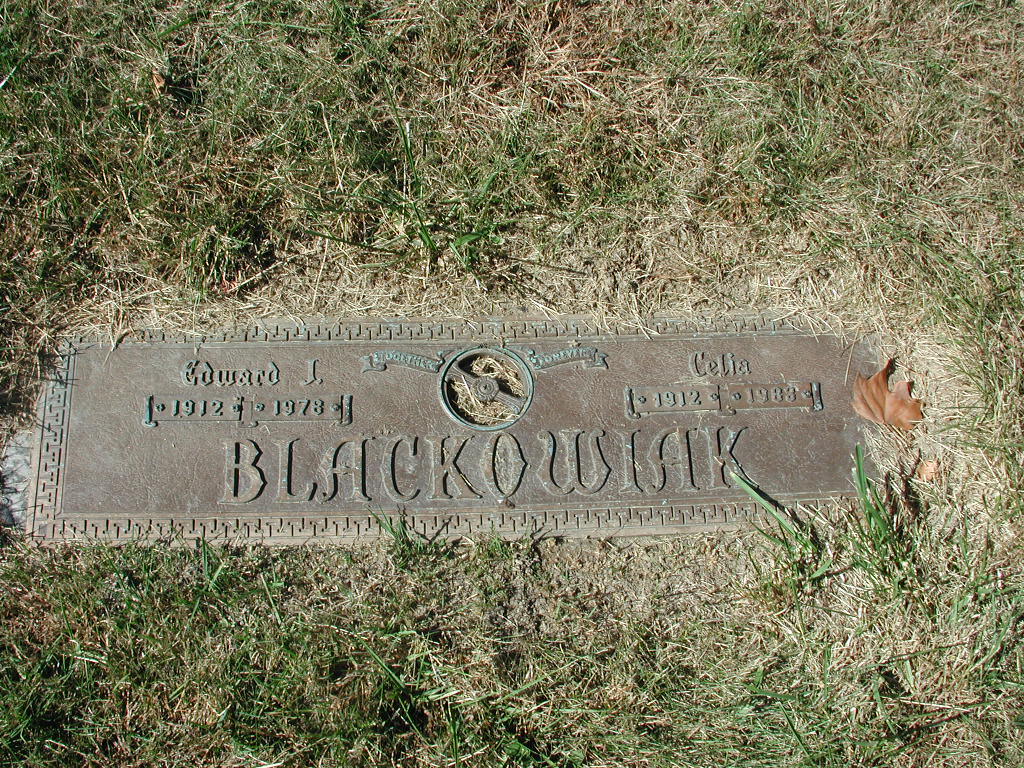 TOGETHER FOREVER
Edward J. Celia
1912 1978 1912 1983
BLACKOWIAK